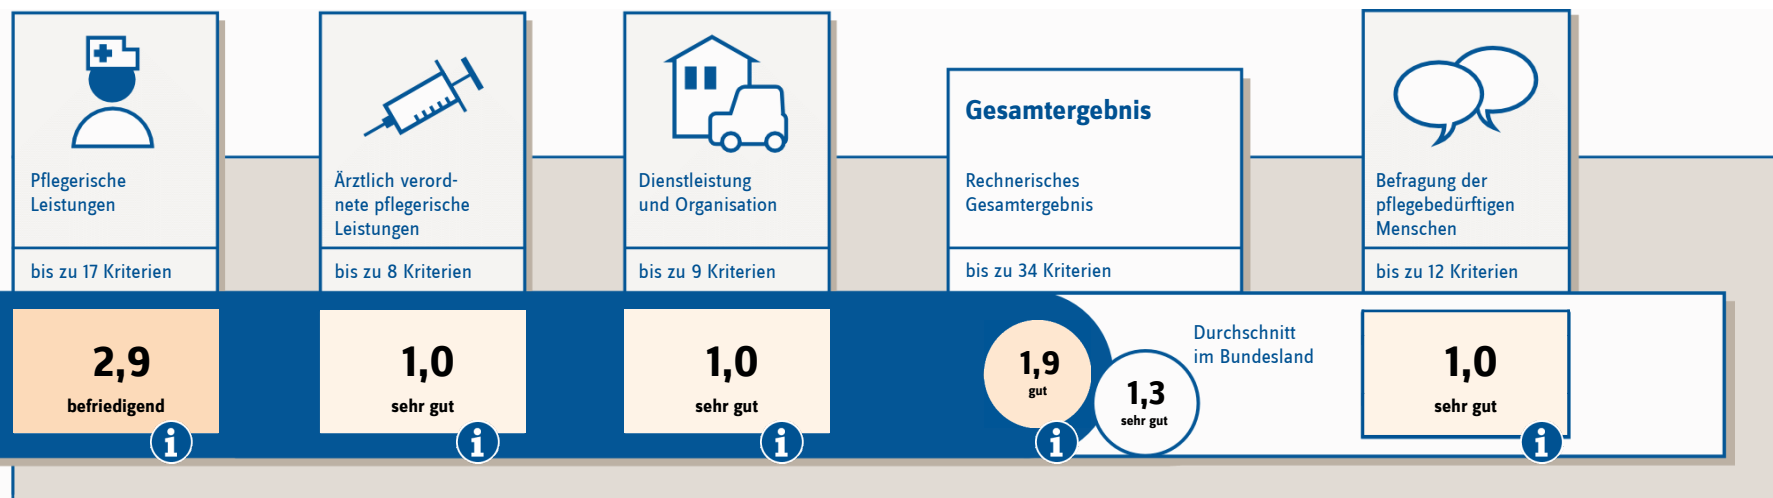 Pflegerische
Leistungen
bis zu 17 Kriterien
2,9
befriedigend
i
Ärztlich verord-
nete pflegerische
Leistungen
bis zu 8 Kriterien
1,0
sehr gut
i
Dienstleistung
und Organisation
bis zu 9 Kriterien
1,0
sehr gut
i
Gesamtergebnis
Rechnerisches
Gesamtergebnis
bis zu 34 Kriterien
1,9
gut
i
1,3
sehr gut
Durchschnitt
im Bundesland
Befragung der
pflegebedürftigen
Menschen
bis zu 12 Kriterien
1,0
sehr gut
i